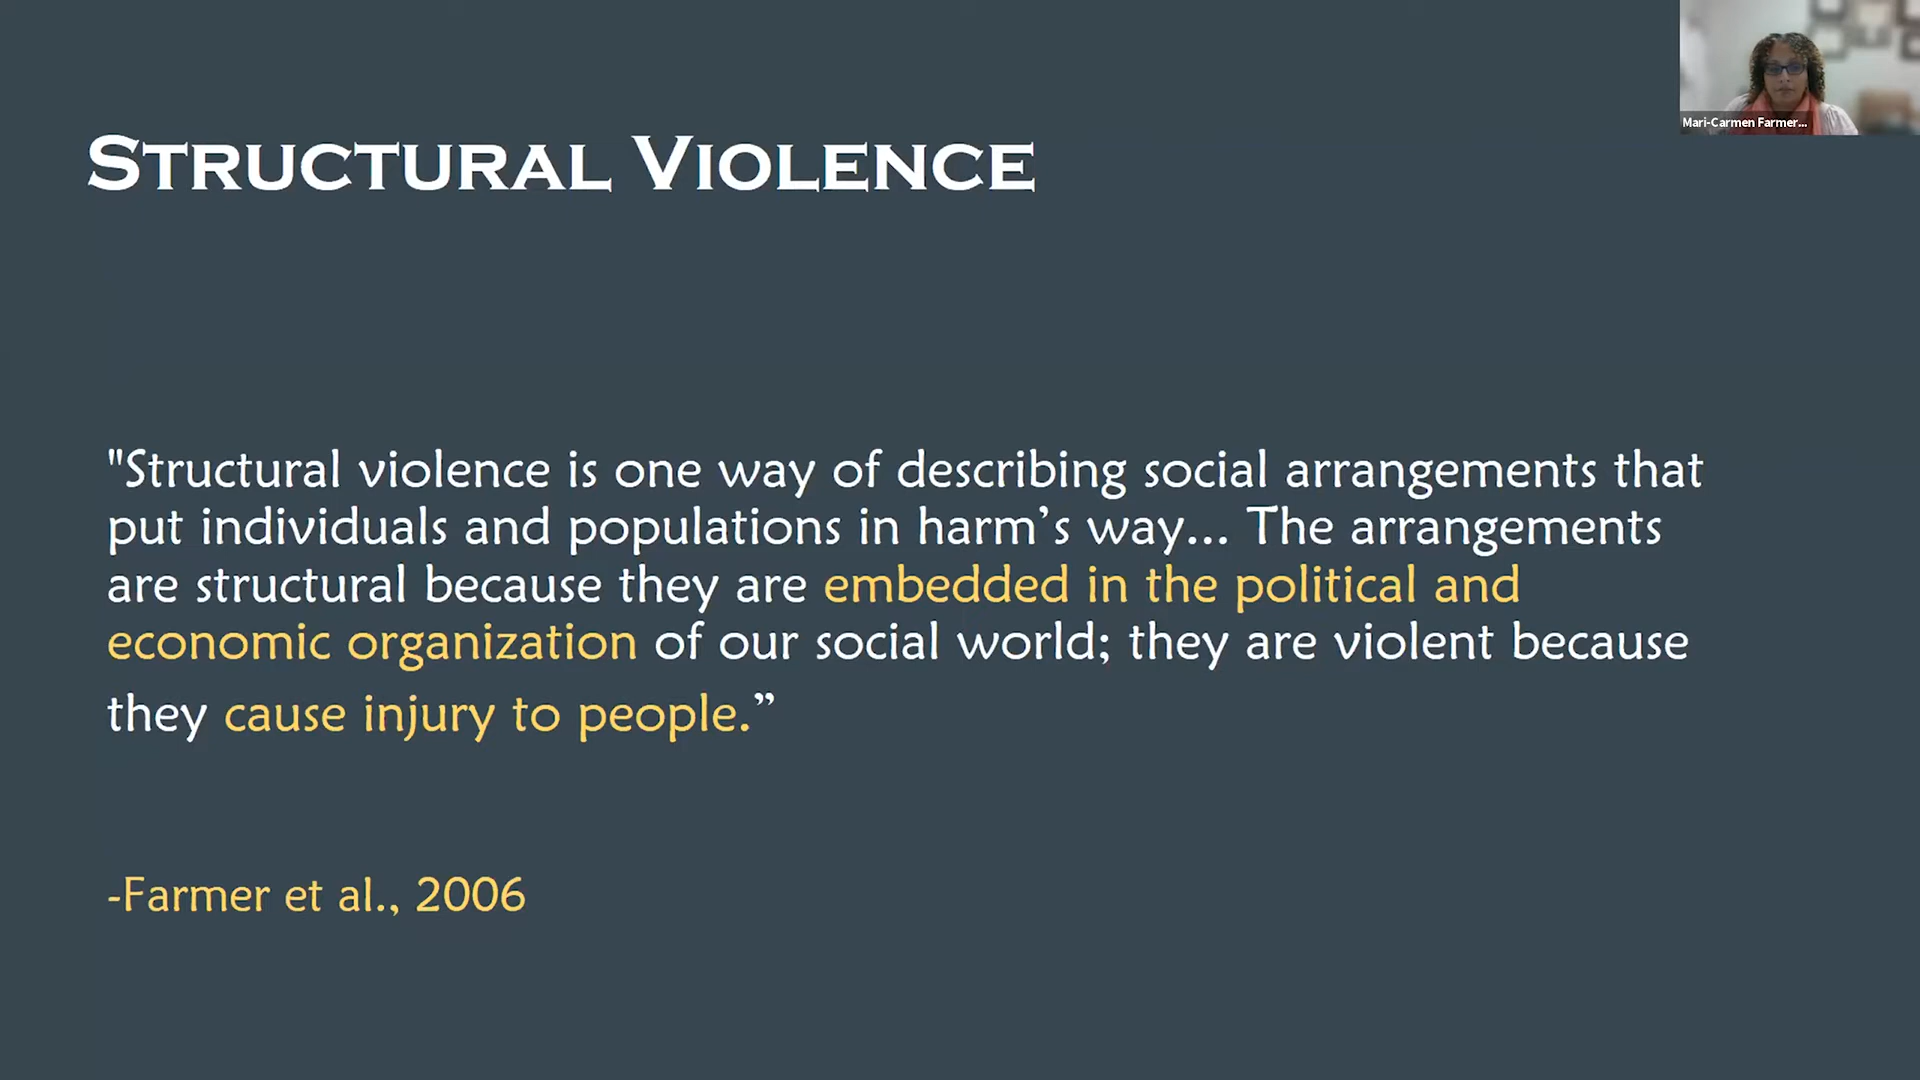 Mari-Carmen Farmer...
STRUCTURAL VIOLENCE
"Structural violence is one way of describing social arrangements that
put individuals and populations in harm’s way... The arrangements
are structural because they are embedded in the political and
economic organization of our social world; they are violent because
they cause injury to people.”
-Farmer et al., 2006